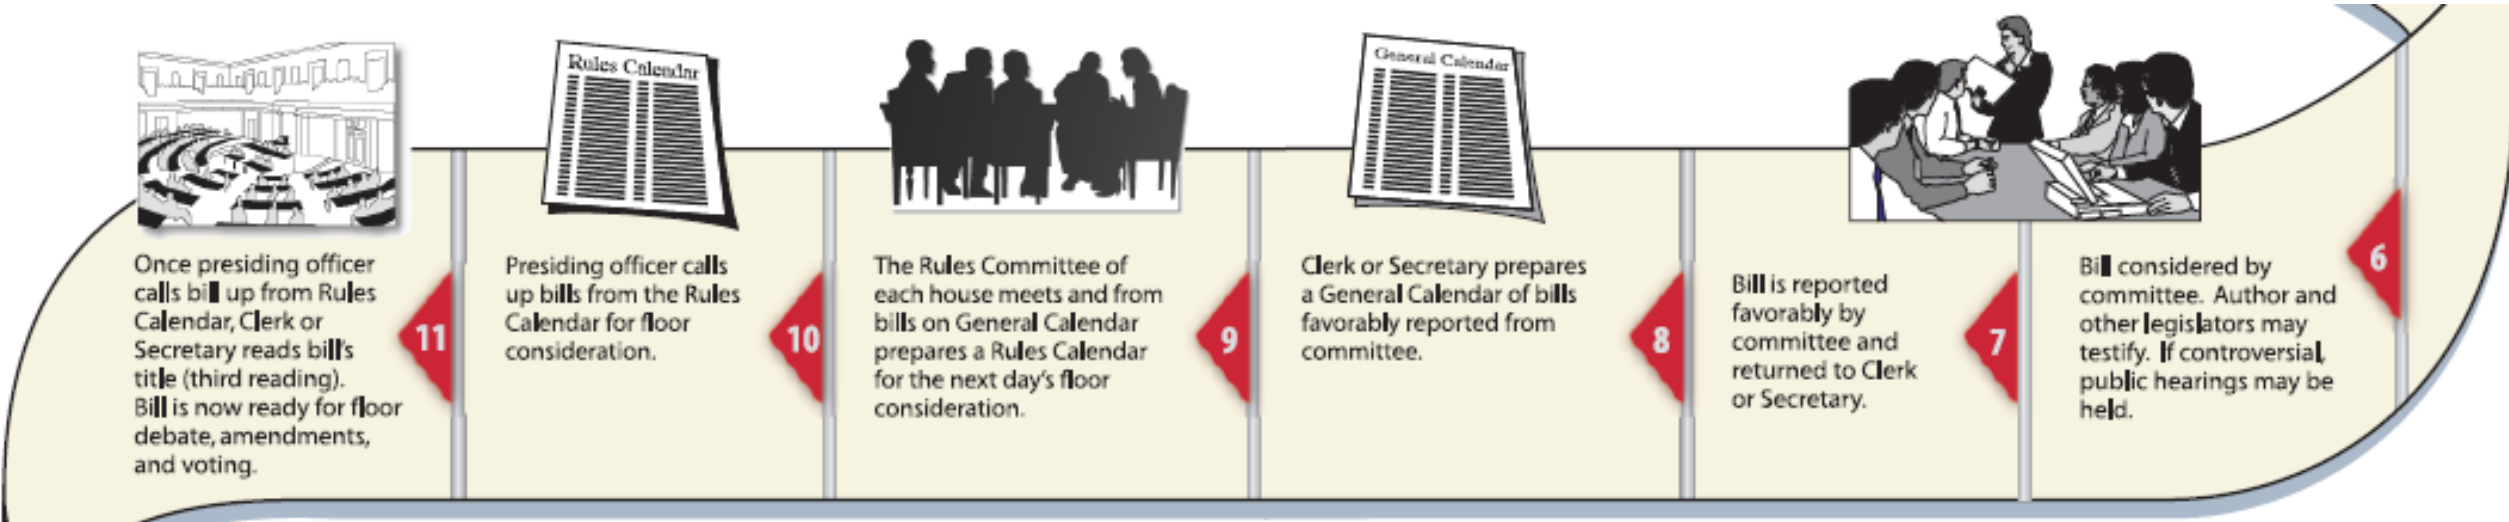 Rules Calendar
General Calendar
Once presiding officer
calls bill up from Rules
Calendar, Clerk or
Secretary reads bill's
title (third reading).
Bill is now ready for floor
debate, amendments,
and voting.
11
Presiding officer calls
up bills from the Rules
Calendar for floor
consideration.
10
The Rules Committee of
each house meets and from
bills on General Calendar
prepares a Rules Calendar
for the next day's floor
consideration.
9
Clerk or Secretary prepares
a General Calendar of bills
favorably reported from
committee.
8
Bill is reported
favorably by
committee and
returned to Clerk
or Secretary.
7
Bill considered by
committee. Author and
other legislators may
testify. If controversial,
public hearings may be
held.
6